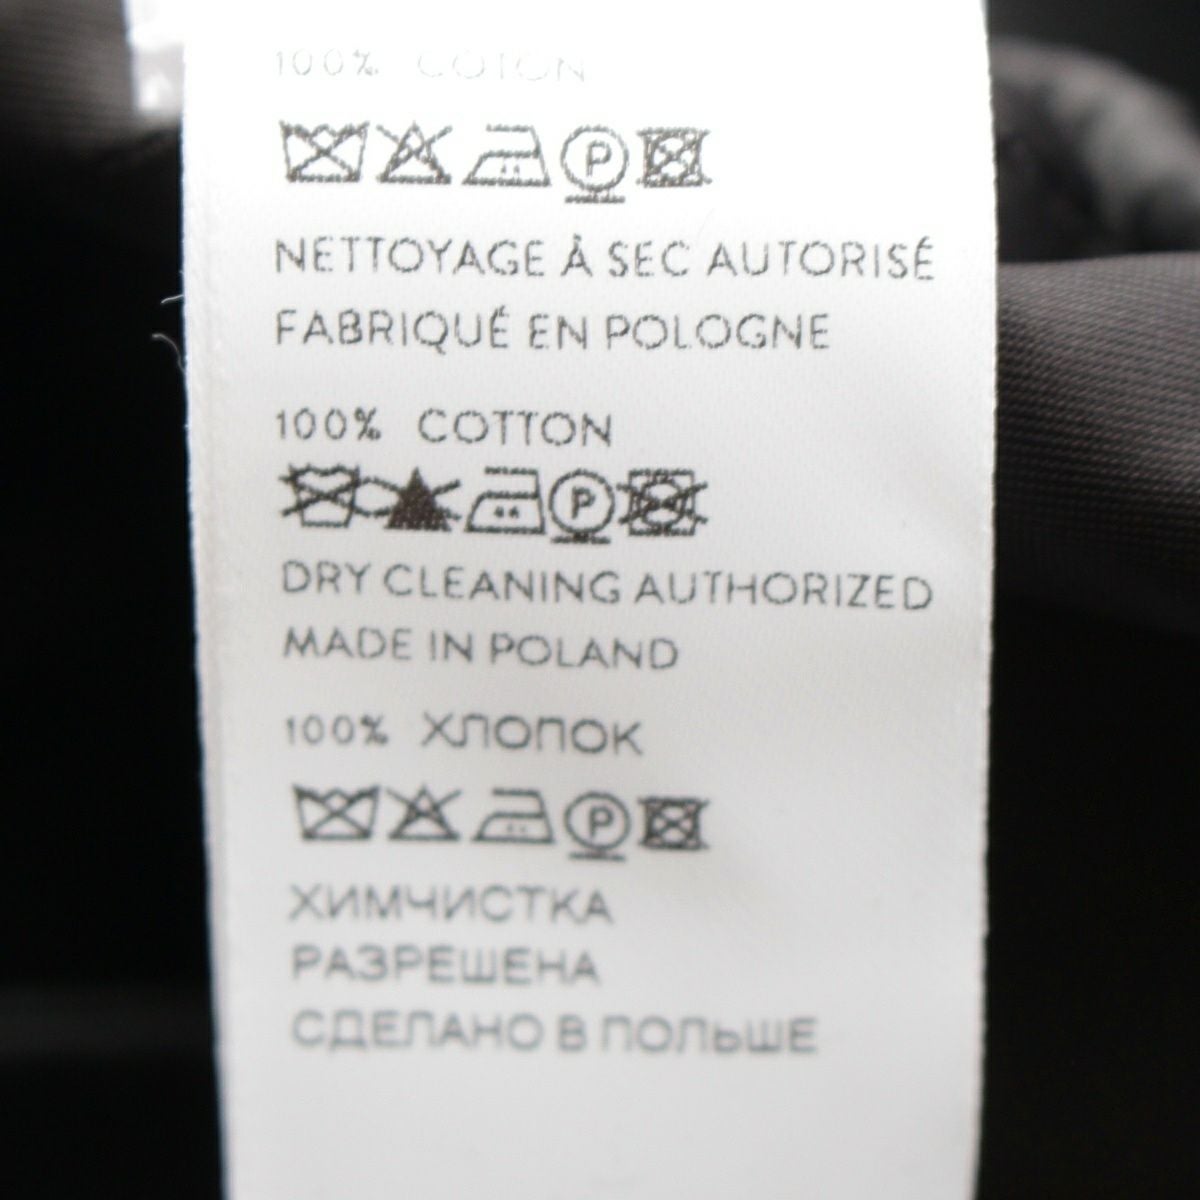 100% COTON
P
NETTOYAGE À SEC AUTORISÉ
FABRIQUÉ EN POLOGNE
100% COTTON
P
DRY CLEANING AUTHORIZED
MADE IN POLAND
100% ХЛОПОК
P
ХИМЧИСТКА
РАЗРЕШЕНА
СДЕЛАНО В ПОЛЬШЕ